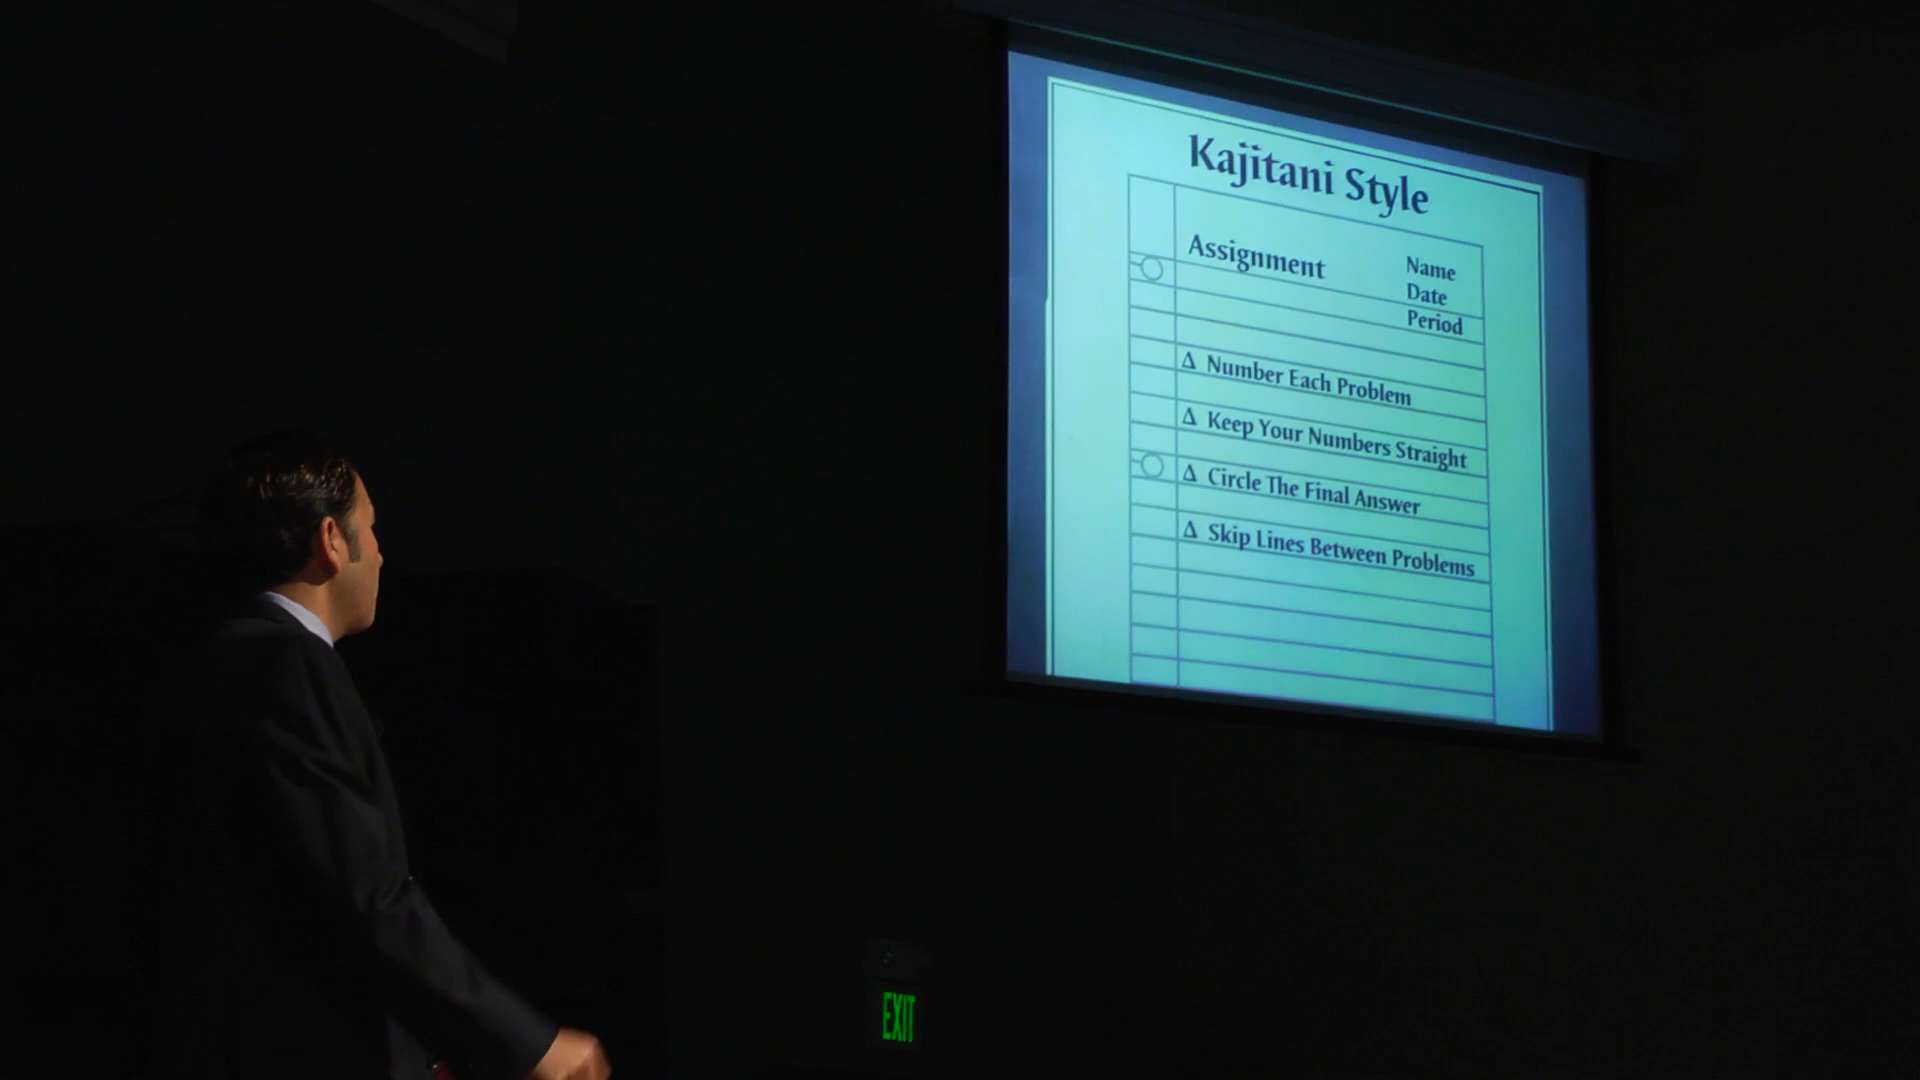 Kajitani Style
Assignment
Name
Date
Period
Δ Number Each Problem
Δ Keep Your Numbers Straight
Δ Circle The Final Answer
Δ Skip Lines Between Problems
EXIT